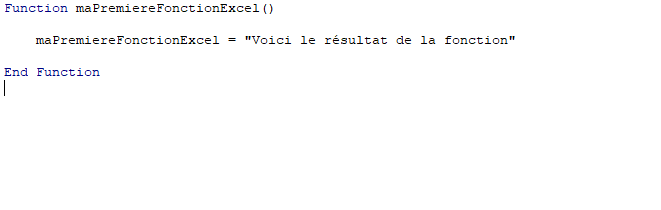 Function maPremiereFonctionExcel()
maPremiereFonctionExcel = "Voici le résultat de la fonction"
End Function